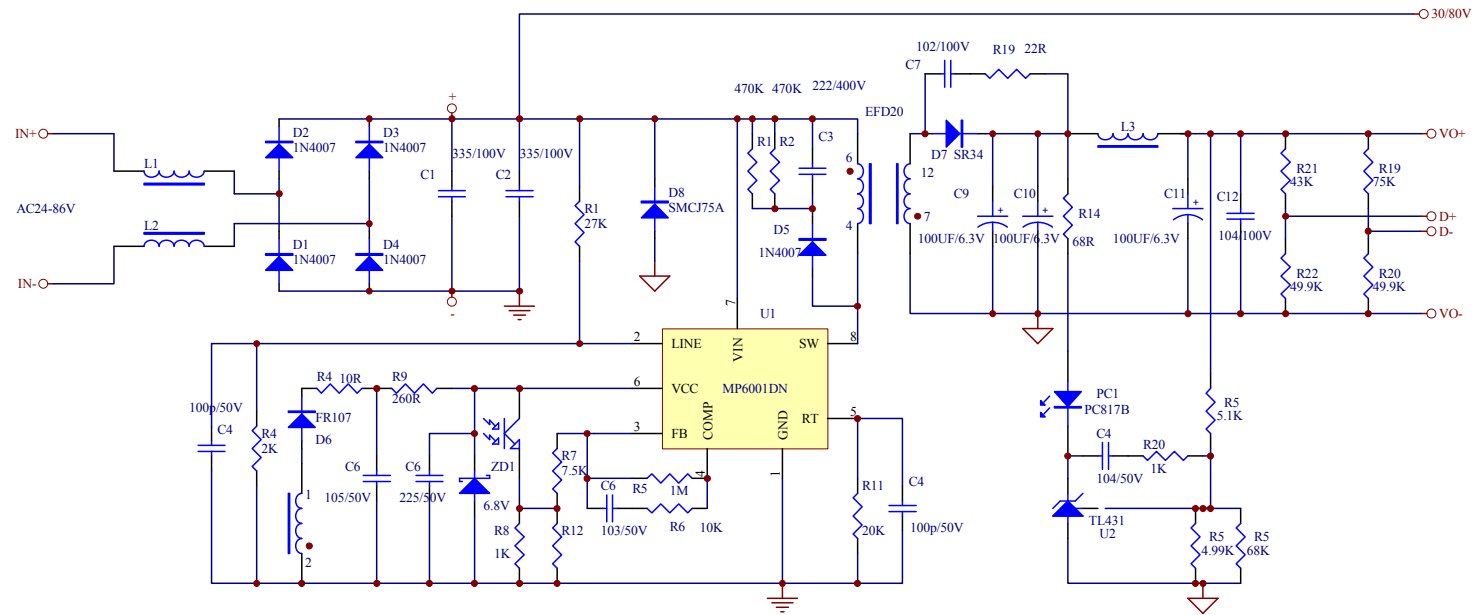 30/80V
102/100V
R19 22R
C7
470K 470K 222/400V
EFD20
+
IN+
D2
1N4007
D3
1N4007
335/100V 335/100V
C1 C2
L1
AC24-86V
L2
D1
1N4007
D4
1N4007
IN-
-
R1
27K
D8
SMCJ75A
R1 R2 C3
D5
1N4007
6
4
12
7
D7 SR34
L3
VO+
C9 C10
100UF/6.3V 100UF/6.3V
R14
68R
C11
100UF/6.3V
C12
104/100V
R21
43K
R19
75K
D+
D-
R22
49.9K
R20
49.9K
VO-
U1
7
2 LINE VIN SW 8
6 VCC MP6001DN
COMP GND RT 5
3 FB
4 1
R4 10R R9
260R
100p/50V
C4
R4
2K
FR107
D6
1
2
C6
105/50V
C6
225/50V
ZD1
6.8V
R7
7.5K
R8
1K
R12
R5 1M
C6
103/50V
R6 10K
R11
20K
C4
100p/50V
PC1
PC817B
C4
104/50V
R20
1K
R5
5.1K
TL431
U2
R5
4.99K
R5
68K